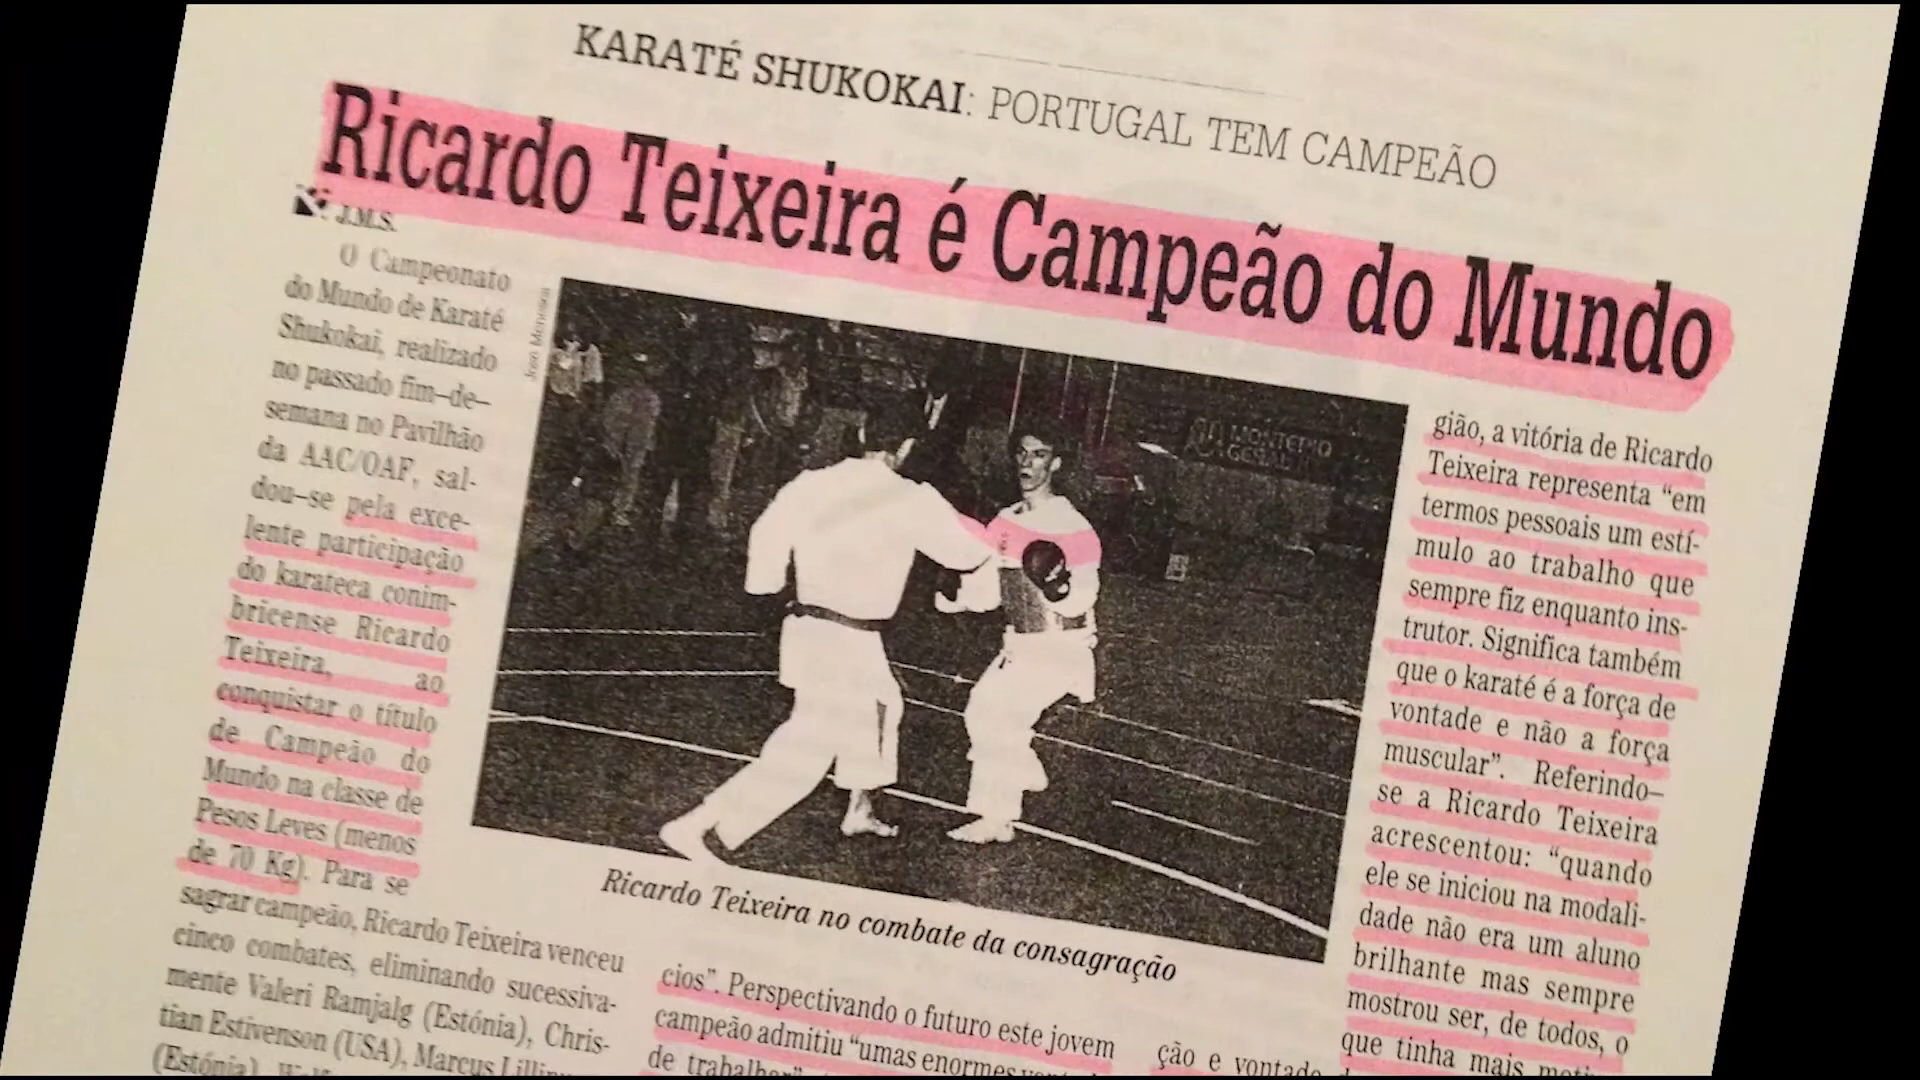 KARATÉ SHUKOKAI: PORTUGAL TEM CAMPEÃO
Ricardo Teixeira é Campeão do Mundo
J.M.S.
O Campeonato
do Mundo de Karaté
Shukokai, realizado
no passado fim-de-
semana no Pavilhão
da AAC/OAF, sal-
dou-se pela exce-
lente participação
do karateca conim-
bricense Ricardo
Teixeira, ao
conquistar o título
de Campeão do
Mundo na classe de
Pesos Leves (menos
de 70 Kg). Para se
sagrar campeão, Ricardo Teixeira venceu
cinco combates, eliminando sucessiva-
mente Valeri Ramjalg (Estónia), Chris-
tian Estivenson (USA), Marcus
(Estónia),
MONTEPIO
GERAL
Ricardo Teixeira no combate da consagração
cios". Perspectivando o futuro este jovem
campeão admitiu "umas enormes
de trabalhar"
ção e vontade
gião, a vitória de Ricardo
Teixeira representa "em
termos pessoais um estí-
mulo ao trabalho que
sempre fiz enquanto ins-
trutor. Significa também
que o karaté é a força de
vontade e não a força
muscular". Referindo-
se a Ricardo Teixeira
acrescentou: "quando
ele se iniciou na modali-
dade não era um aluno
brilhante mas sempre
mostrou ser, de todos, o
que tinha mais